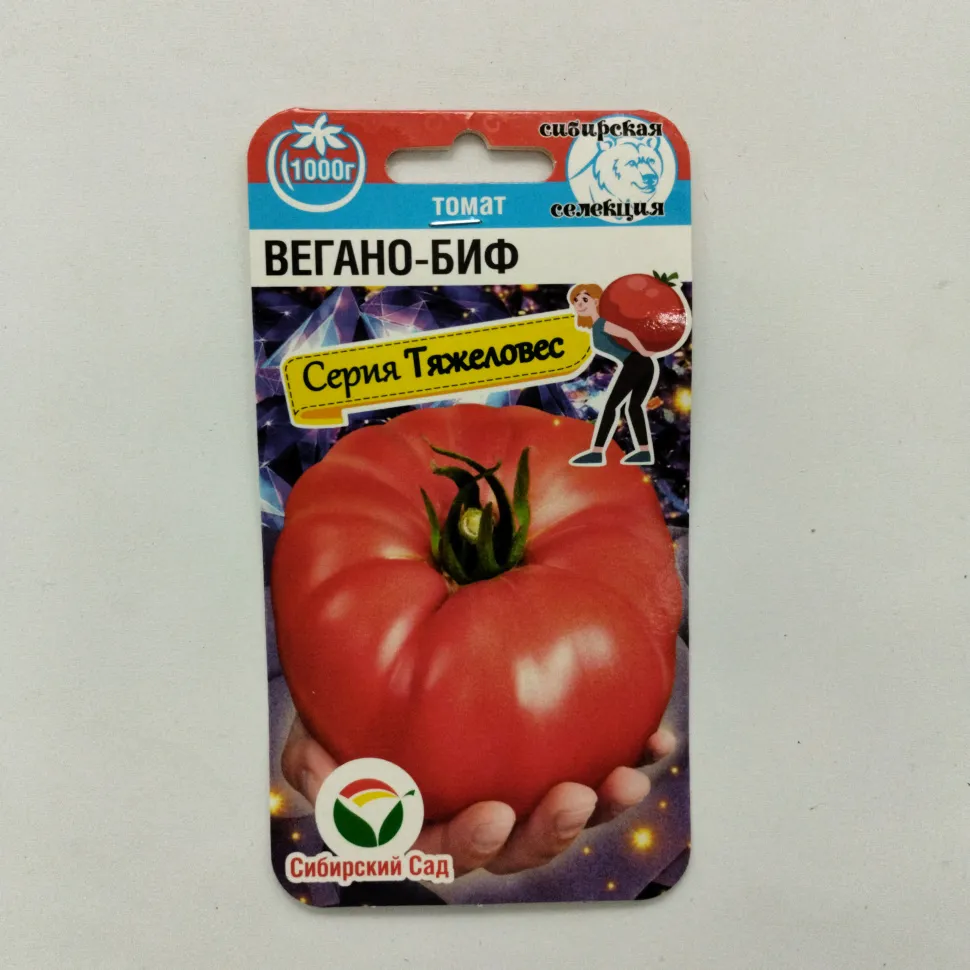 1000г
сибирская
селекция
томат
ВЕГАНО-БИФ
Серия Тяжеловес
Сибирский Сад